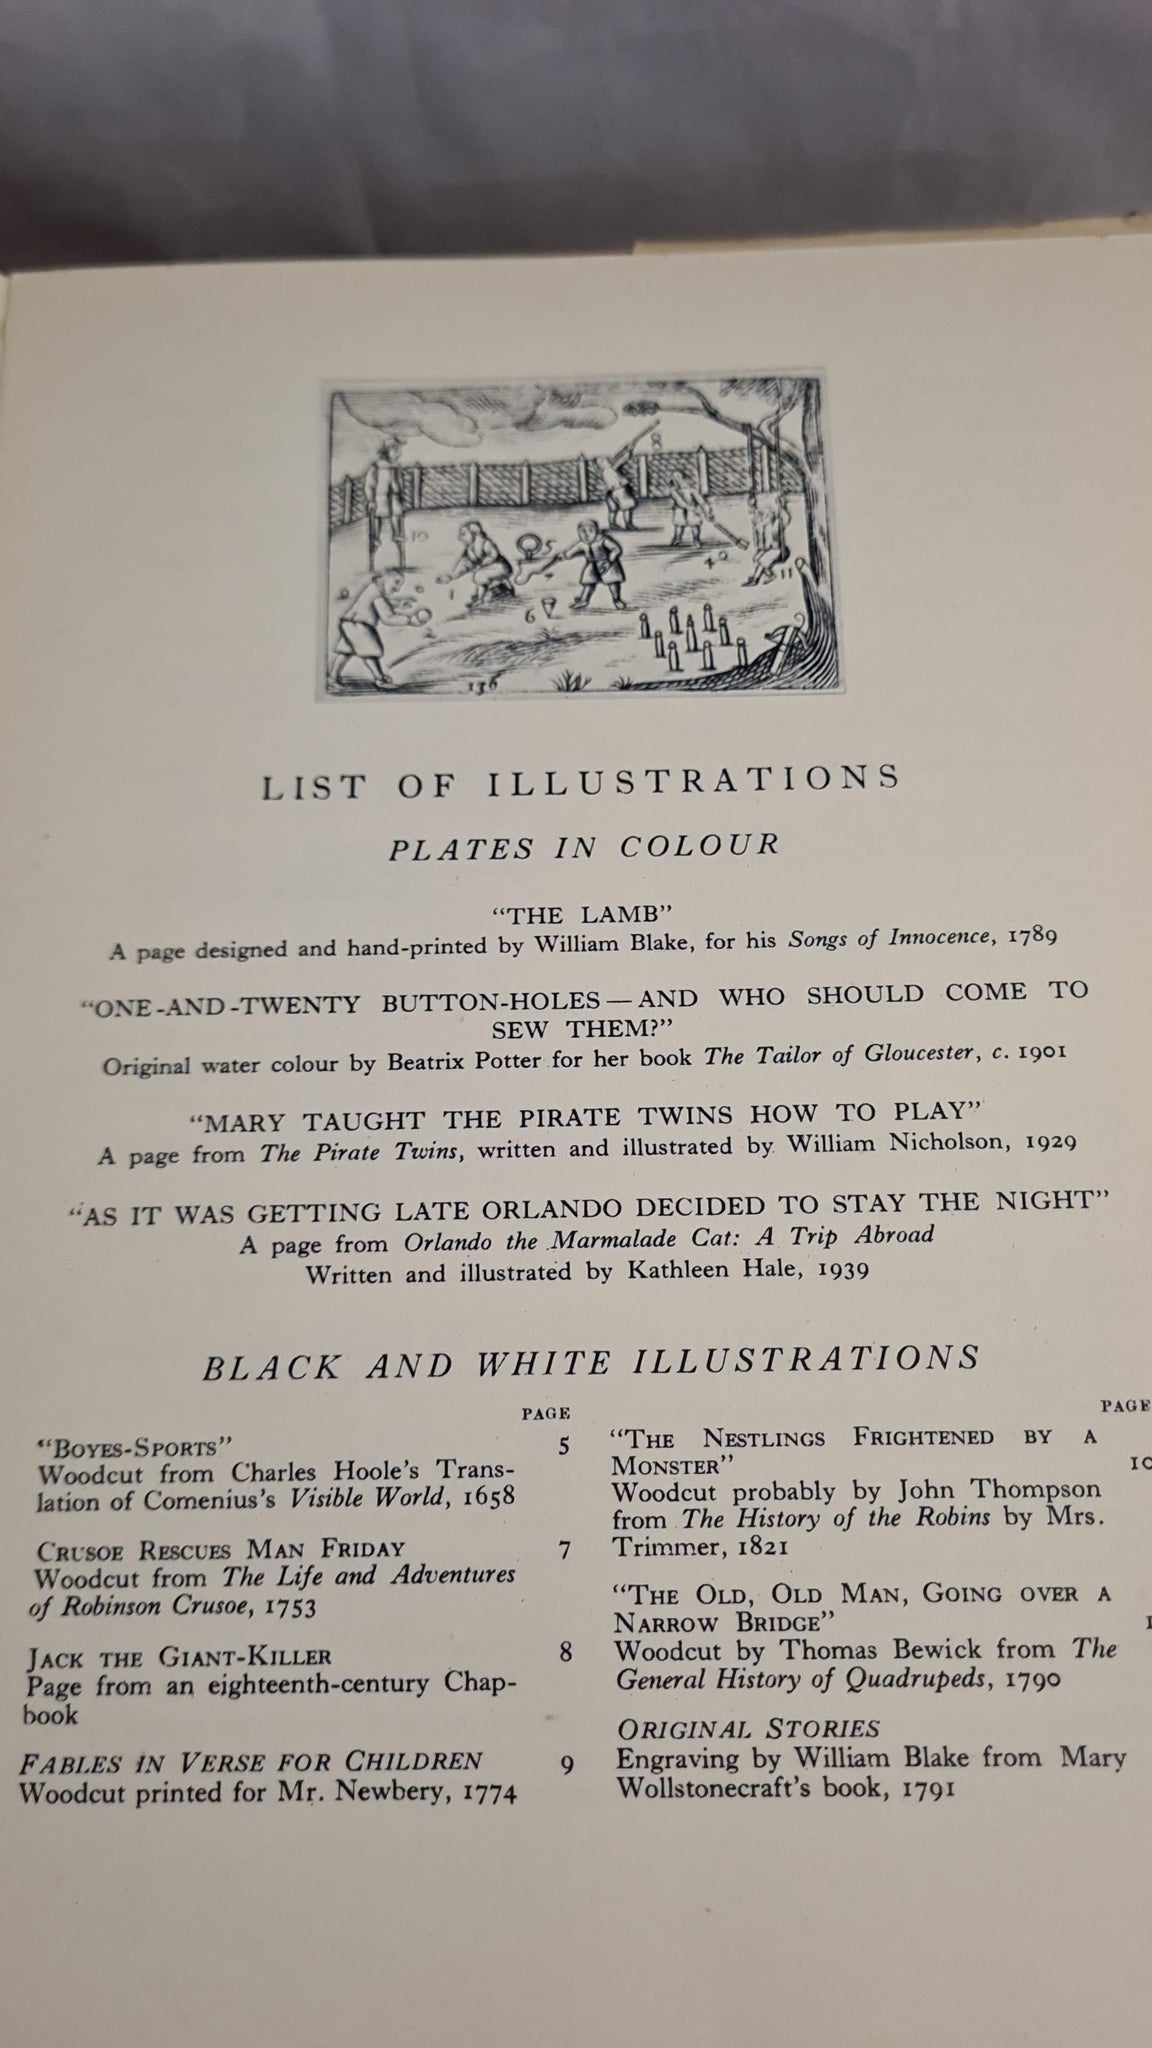 8
10
5
4
9
11
1
6
2
136
LIST OF ILLUSTRATIONS
PLATES IN COLOUR
"THE LAMB"
A page designed and hand-printed by William Blake, for his Songs of Innocence, 1789
"ONE-AND-TWENTY BUTTON-HOLES—AND WHO SHOULD COME TO
SEW THEM?"
Original water colour by Beatrix Potter for her book The Tailor of Gloucester, c. 1901
"MARY TAUGHT THE PIRATE TWINS HOW TO PLAY"
A page from The Pirate Twins, written and illustrated by William Nicholson, 1929
"AS IT WAS GETTING LATE ORLANDO DECIDED TO STAY THE NIGHT"
A page from Orlando the Marmalade Cat: A Trip Abroad
Written and illustrated by Kathleen Hale, 1939
BLACK AND WHITE ILLUSTRATIONS
PAGE
"BOYES-SPORTS" 5
Woodcut from Charles Hoole's Trans-
lation of Comenius's Visible World, 1658
CRUSOE RESCUES MAN FRIDAY 7
Woodcut from The Life and Adventures
of Robinson Crusoe, 1753
JACK THE GIANT-KILLER 8
Page from an eighteenth-century Chap-
book
FABLES IN VERSE FOR CHILDREN 9
Woodcut printed for Mr. Newbery, 1774
PAGE
"THE NESTLINGS FRIGHTENED BY A
MONSTER"
Woodcut probably by John Thompson
from The History of the Robins by Mrs.
Trimmer, 1821
"THE OLD, OLD MAN, GOING OVER A
NARROW BRIDGE"
Woodcut by Thomas Bewick from The
General History of Quadrupeds, 1790
ORIGINAL STORIES
Engraving by William Blake from Mary
Wollstonecraft's book, 1791